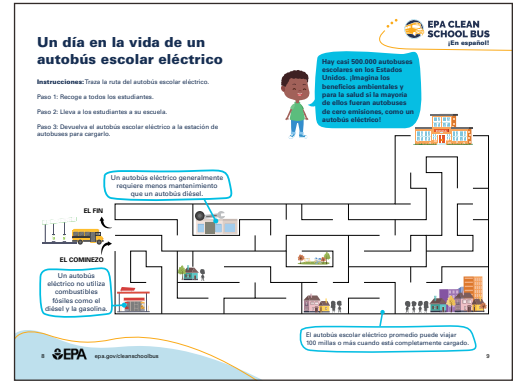 EPA CLEAN
SCHOOL BUS
¡En español!
Un día en la vida de un
autobús escolar eléctrico
Instrucciones: Traza la ruta del autobús escolar eléctrico.
Paso 1: Recoge a todos los estudiantes.
Paso 2: Lleva a los estudiantes a su escuela.
Paso 3: Devuelva el autobús escolar eléctrico a la estación de
autobuses para cargarlo.
Hay casi 500.000 autobuses
escolares en los Estados
Unidos. ¡Imagina los
beneficios ambientales y
para la salud si la mayoría
de ellos fueran autobuses
de cero emisiones, como un
autobús eléctrico!
Un autobús eléctrico generalmente
requiere menos mantenimiento
que un autobús diésel.
EL FIN
EL COMINEZO
Un autobús
eléctrico no utiliza
combustibles
fósiles como el
diésel y la gasolina.
El autobús escolar eléctrico promedio puede viajar
100 millas o más cuando está completamente cargado.
8
EPA
epa.gov/cleanschoolbus
9